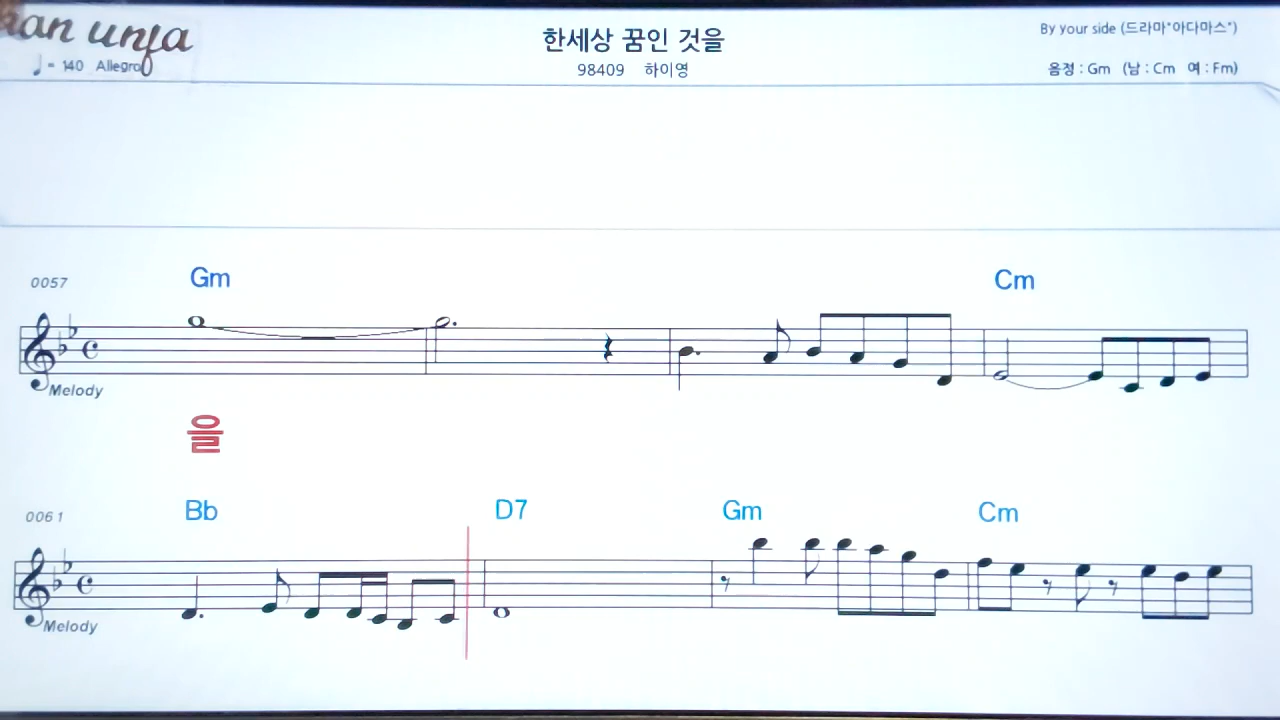 한세상 꿈인 것을
By your side (드라마"아다마스")
♩= 140 Allegro
98409 하이영
음정 : Gm (남 : Cm 여 : Fm)
0057
Gm
Cm
Melody
을
0061
Bb
D7
Gm
Cm
Melody